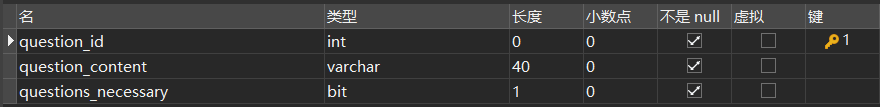 名 类型 长度 小数点 不是 null 虚拟 键
question_id int 0 0 1
question_content varchar 40 0
questions_necessary bit 1 0